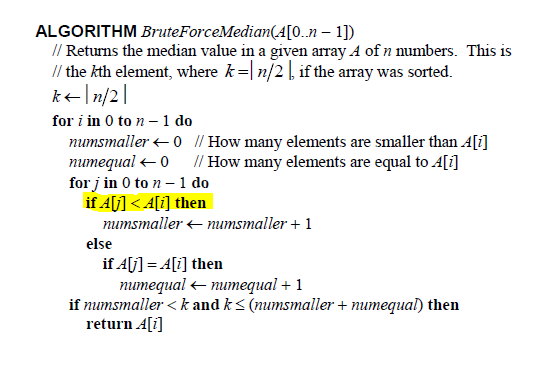 ALGORITHM BruteForceMedian(A[0..n – 1])
// Returns the median value in a given array A of n numbers. This is
// the kth element, where k =| n/2 |, if the array was sorted.
k ← | n/2 |
for i in 0 to n – 1 do
numsmaller ← 0 // How many elements are smaller than A[i]
numequal ← 0 // How many elements are equal to A[i]
for j in 0 to n – 1 do
if A[j] < A[i] then
numsmaller ← numsmaller + 1
else
if A[j] = A[i] then
numequal ← numequal + 1
if numsmaller < k and k ≤ (numsmaller + numequal) then
return A[i]